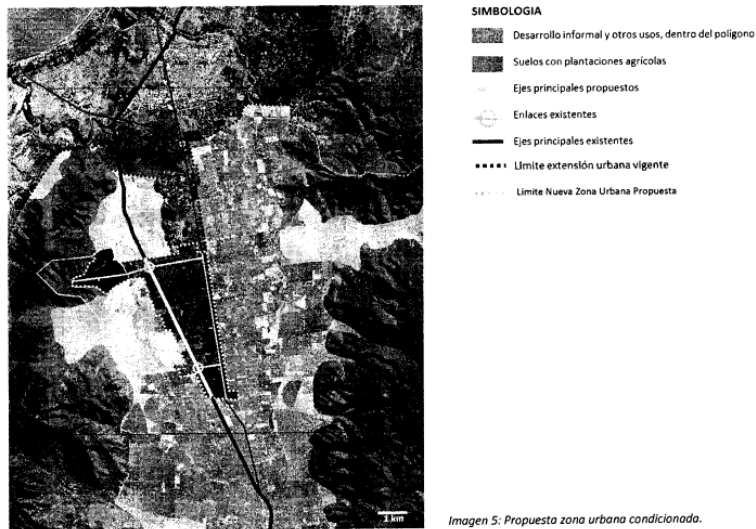 SIMBOLOGIA
Desarrollo informal y otros usos, dentro del polígono
Suelos con plantaciones agrícolas
Ejes principales propuestos
Enlaces existentes
Ejes principales existentes
Límite extensión urbana vigente
Limite Nueva Zona Urbana Propuesta
1 km
Imagen 5: Propuesta zona urbana condicionada.